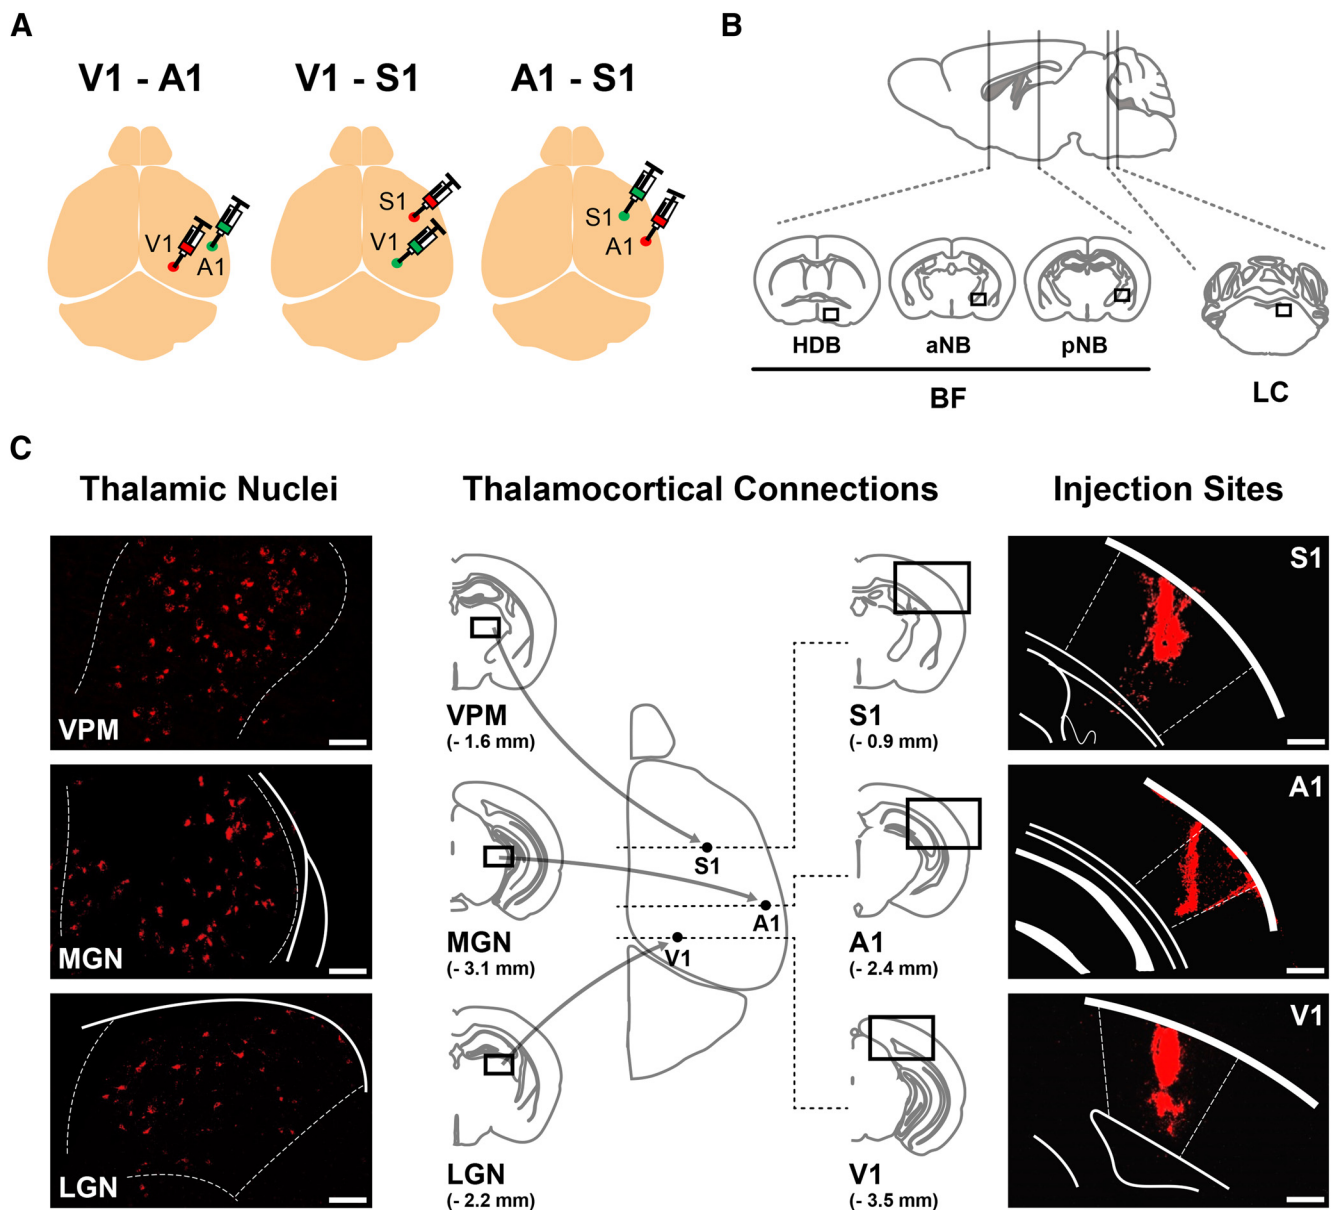 A
V1 - A1
V1 - S1
A1 - S1
V1
A1
S1
V1
S1
A1
B
HDB
aNB
pNB
BF
LC
C
Thalamic Nuclei
Thalamocortical Connections
Injection Sites
VPM
MGN
LGN
VPM
(- 1.6 mm)
MGN
(- 3.1 mm)
LGN
(- 2.2 mm)
S1
A1
V1
S1
(- 0.9 mm)
A1
(- 2.4 mm)
V1
(- 3.5 mm)
S1
A1
V1